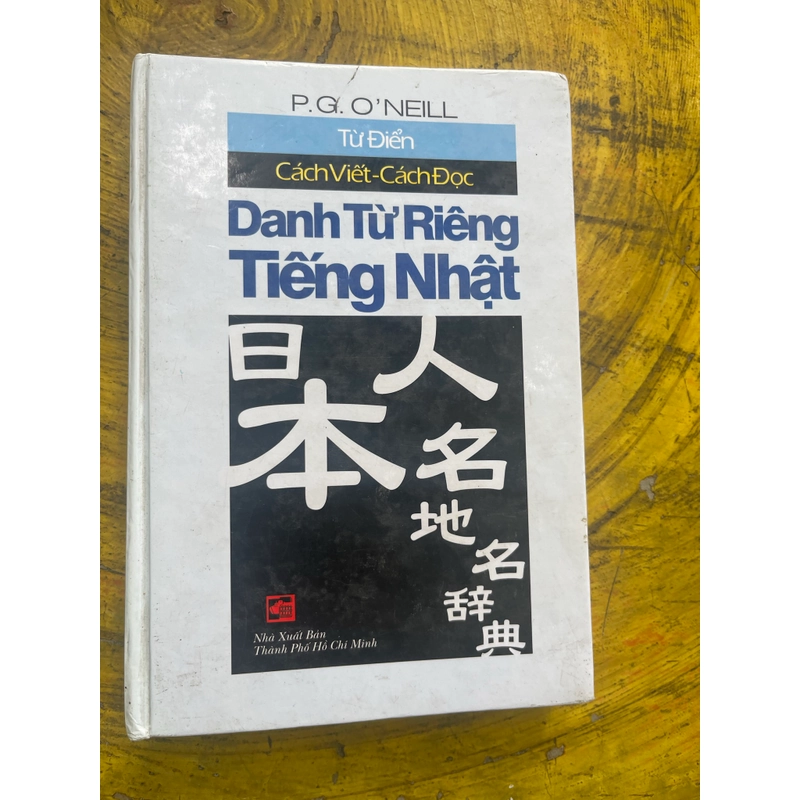 P.G. O'NEILL
Từ Điển
Cách Viết-Cách Đọc
Danh Từ Riêng
Tiếng Nhật
日本人名地名辞典
Nhà Xuất Bản
Thành Phố Hồ Chí Minh